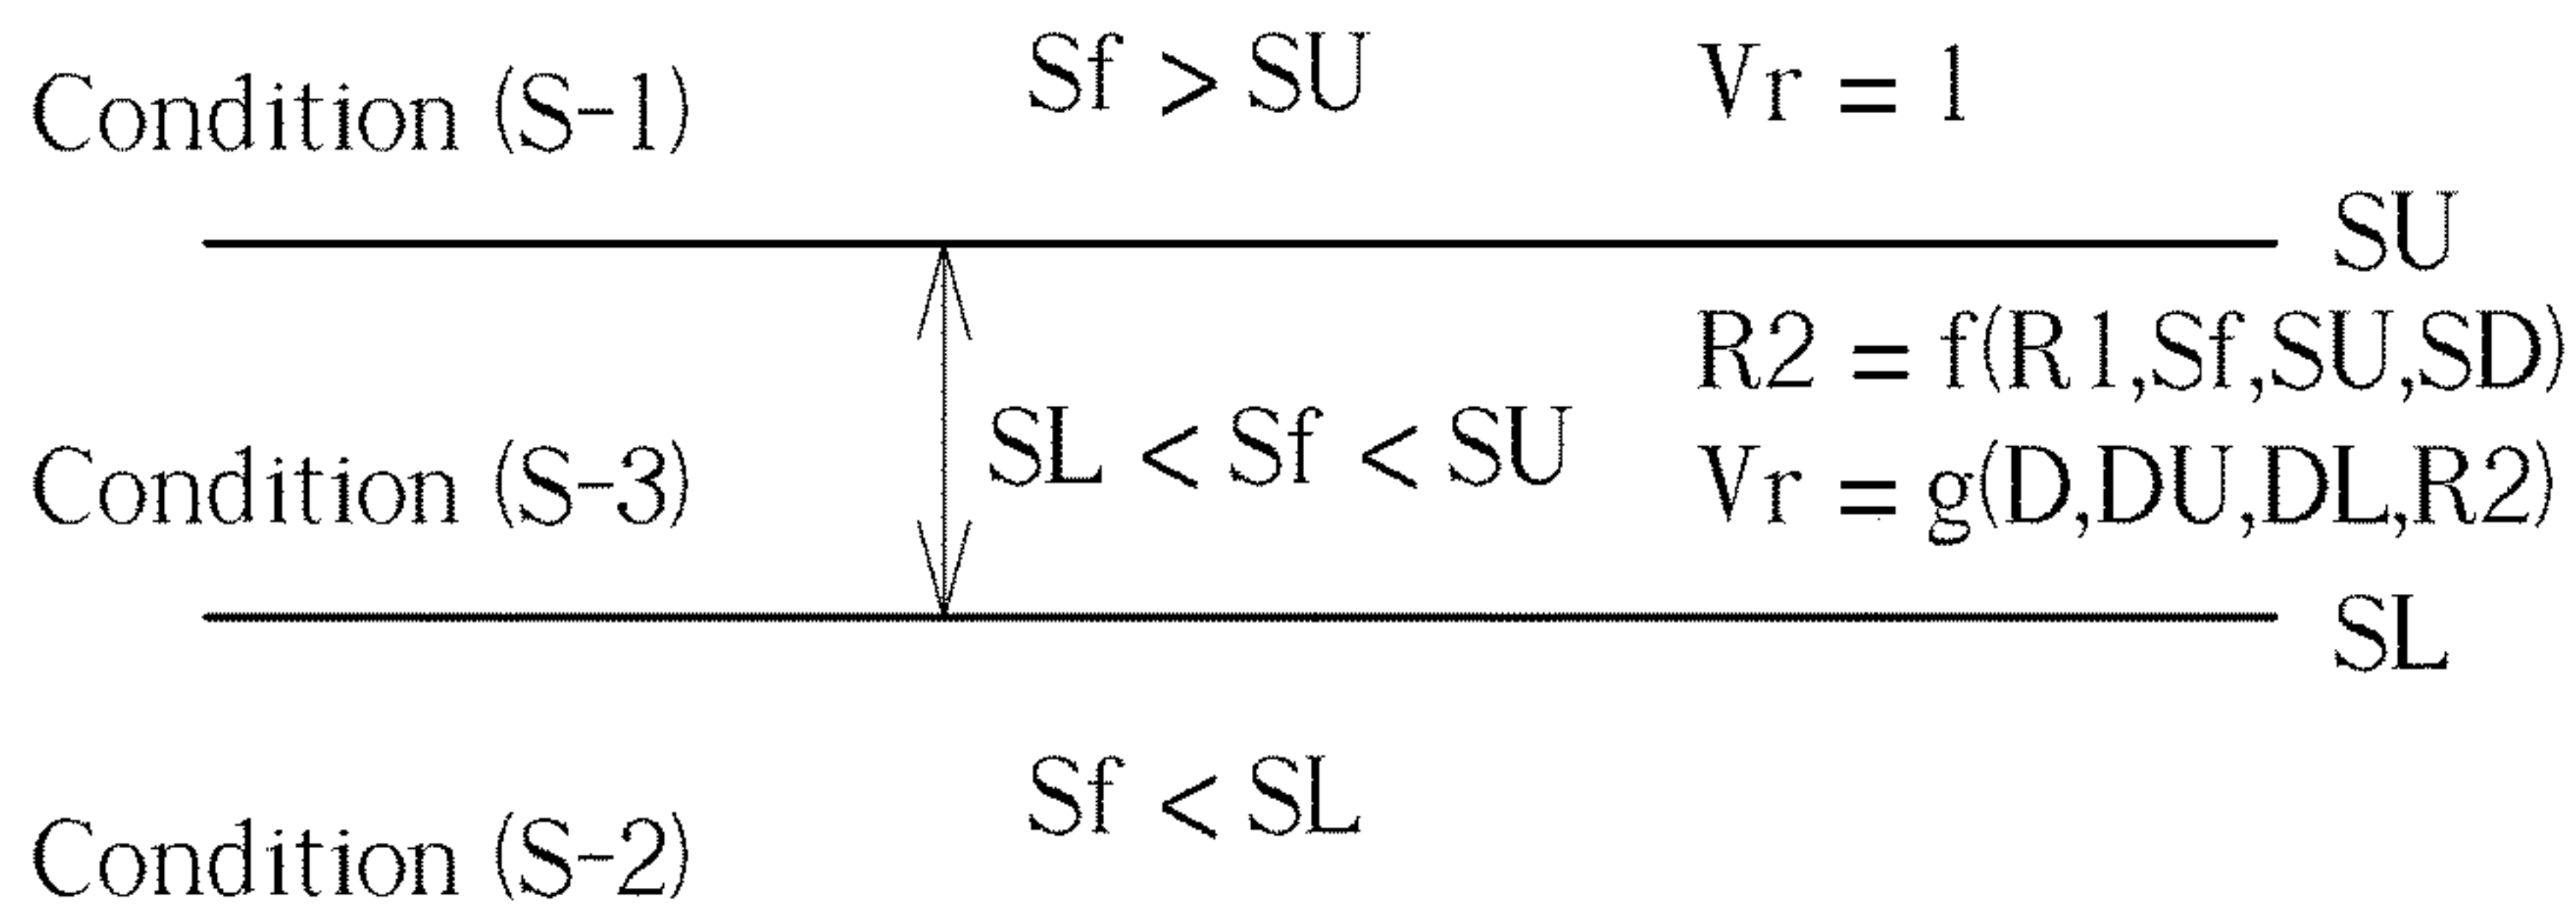 Condition (S-1) Sf > SU Vr = 1
SU
R2 = f(R1,Sf,SU,SD)
Condition (S-3) SL < Sf < SU Vr = g(D,DU,DL,R2)
SL
Condition (S-2) Sf < SL